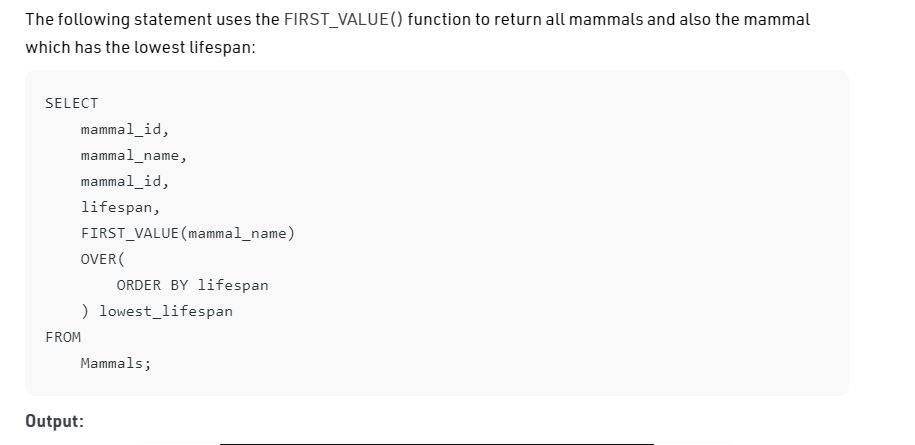 The following statement uses the FIRST_VALUE() function to return all mammals and also the mammal
which has the lowest lifespan:
SELECT
mammal_id,
mammal_name,
mammal_id,
lifespan,
FIRST_VALUE(mammal_name)
OVER(
ORDER BY lifespan
) lowest_lifespan
FROM
Mammals;
Output: